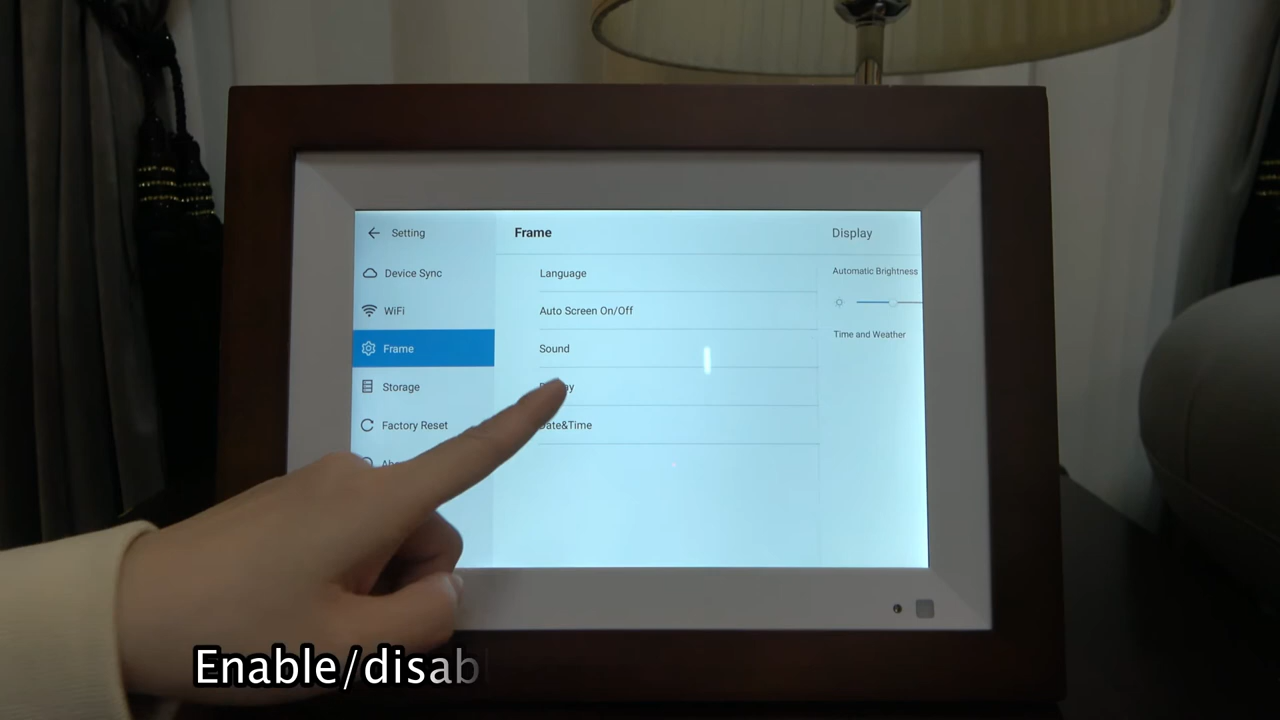 Setting
Device Sync
WiFi
Frame
Storage
Factory Reset
Frame
Language
Auto Screen On/Off
Sound
Date&Time
Display
Automatic Brightness
Time and Weather
Enable/disab